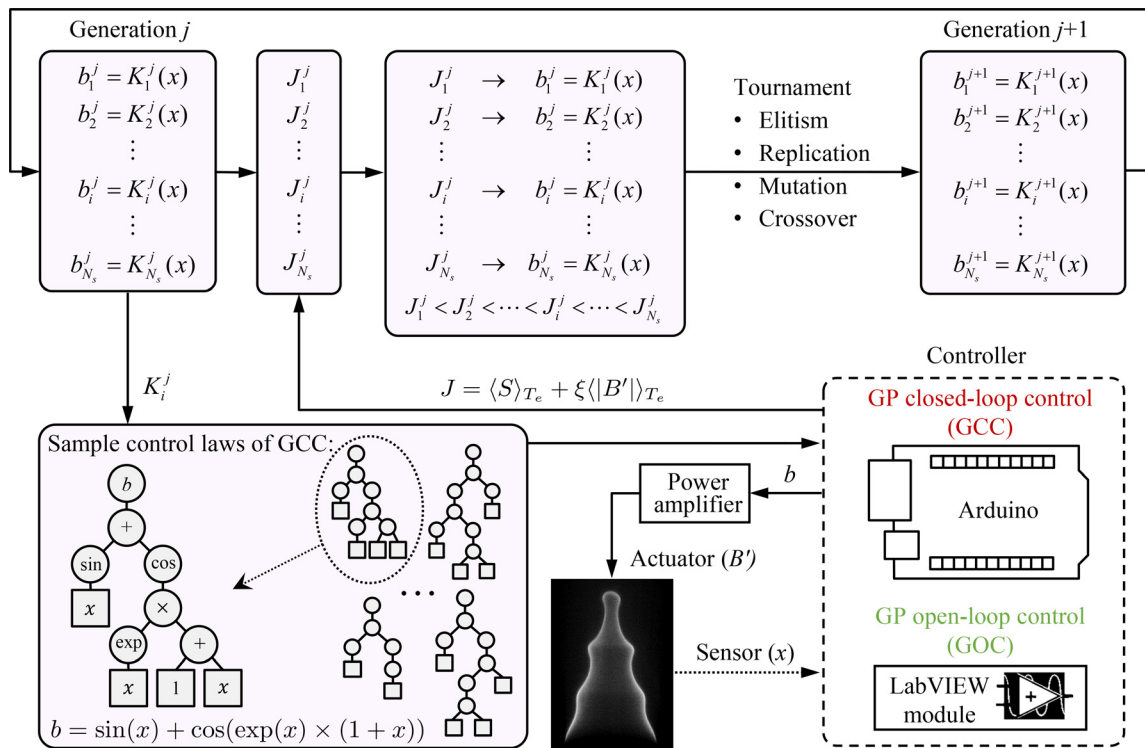 Generation j
b_1^j = K_1^j(x)
b_2^j = K_2^j(x)
⋮
b_i^j = K_i^j(x)
⋮
b_{N_s}^j = K_{N_s}^j(x)
J_1^j
J_2^j
⋮
J_i^j
⋮
J_{N_s}^j
J_1^j → b_1^j = K_1^j(x)
J_2^j → b_2^j = K_2^j(x)
⋮ ⋮
J_i^j → b_i^j = K_i^j(x)
⋮ ⋮
J_{N_s}^j → b_{N_s}^j = K_{N_s}^j(x)
J_1^j < J_2^j < ⋯ < J_i^j < ⋯ < J_{N_s}^j
Tournament
• Elitism
• Replication
• Mutation
• Crossover
Generation j+1
b_1^{j+1} = K_1^{j+1}(x)
b_2^{j+1} = K_2^{j+1}(x)
⋮
b_i^{j+1} = K_i^{j+1}(x)
⋮
b_{N_s}^{j+1} = K_{N_s}^{j+1}(x)
K_i^j
J = ⟨S⟩_{T_e} + ξ⟨|B′|⟩_{T_e}
Sample control laws of GCC:
b
+
sin cos
x ×
exp +
x 1 x
⋯
b = sin(x) + cos(exp(x) × (1 + x))
Power
amplifier
b
Actuator (B')
Sensor (x)
Controller
GP closed-loop control
(GCC)
Arduino
GP open-loop control
(GOC)
LabVIEW
module
+